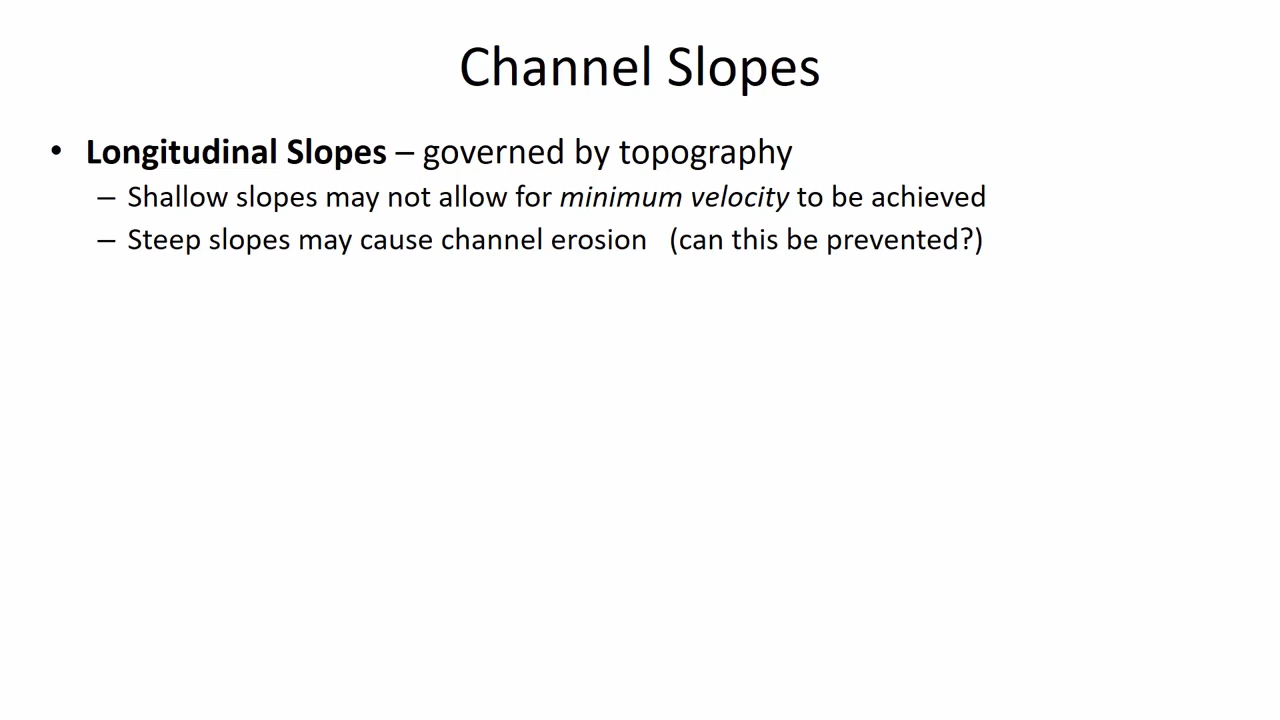 Channel Slopes
• Longitudinal Slopes – governed by topography
– Shallow slopes may not allow for minimum velocity to be achieved
– Steep slopes may cause channel erosion (can this be prevented?)